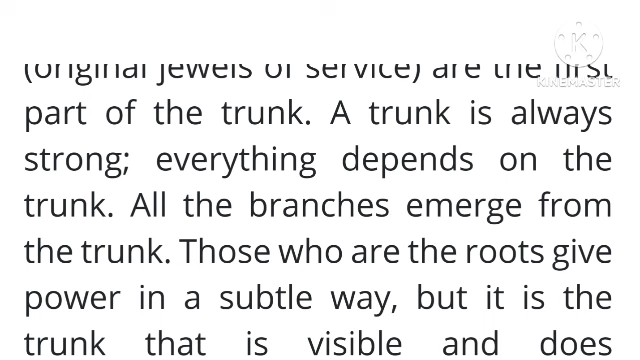 (original jewels of service) are the first
part of the trunk. A trunk is always
strong; everything depends on the
trunk. All the branches emerge from
the trunk. Those who are the roots give
power in a subtle way, but it is the
trunk that is visible and does
K
KINEMASTER